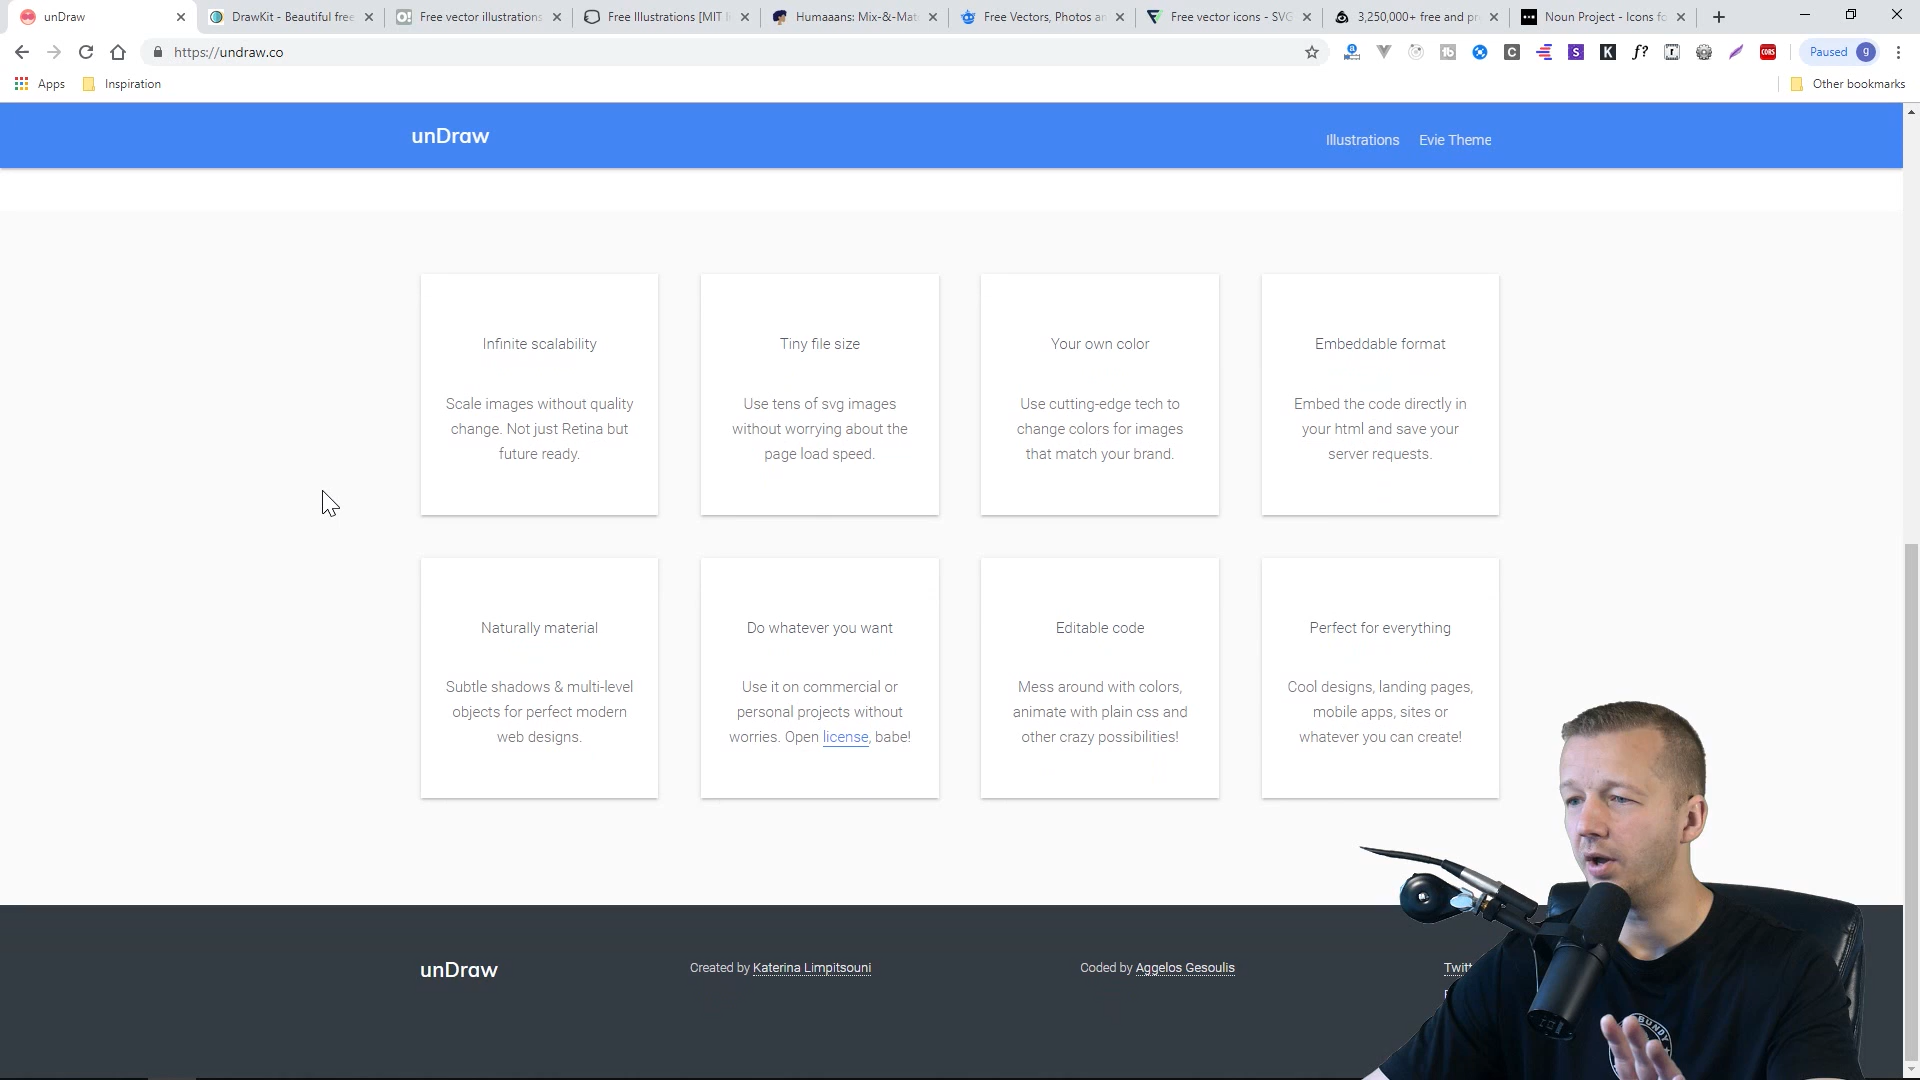 unDraw
DrawKit - Beautiful free
Free vector illustrations
Free Illustrations [MIT
Humaaans: Mix-&-Mat
Free Vectors, Photos an
Free vector icons - SVG
3,250,000+ free and pr
Noun Project - Icons fo
https://undraw.co
Paused
g
Apps
Inspiration
Other bookmarks
unDraw
Illustrations
Evie Theme
Infinite scalability
Scale images without quality
change. Not just Retina but
future ready.
Tiny file size
Use tens of svg images
without worrying about the
page load speed.
Your own color
Use cutting-edge tech to
change colors for images
that match your brand.
Embeddable format
Embed the code directly in
your html and save your
server requests.
Naturally material
Subtle shadows & multi-level
objects for perfect modern
web designs.
Do whatever you want
Use it on commercial or
personal projects without
worries. Open license, babe!
Editable code
Mess around with colors,
animate with plain css and
other crazy possibilities!
Perfect for everything
Cool designs, landing pages,
mobile apps, sites or
whatever you can create!
unDraw
Created by Katerina Limpitsouni
Coded by Aggelos Gesoulis
Twitt
BUNDY